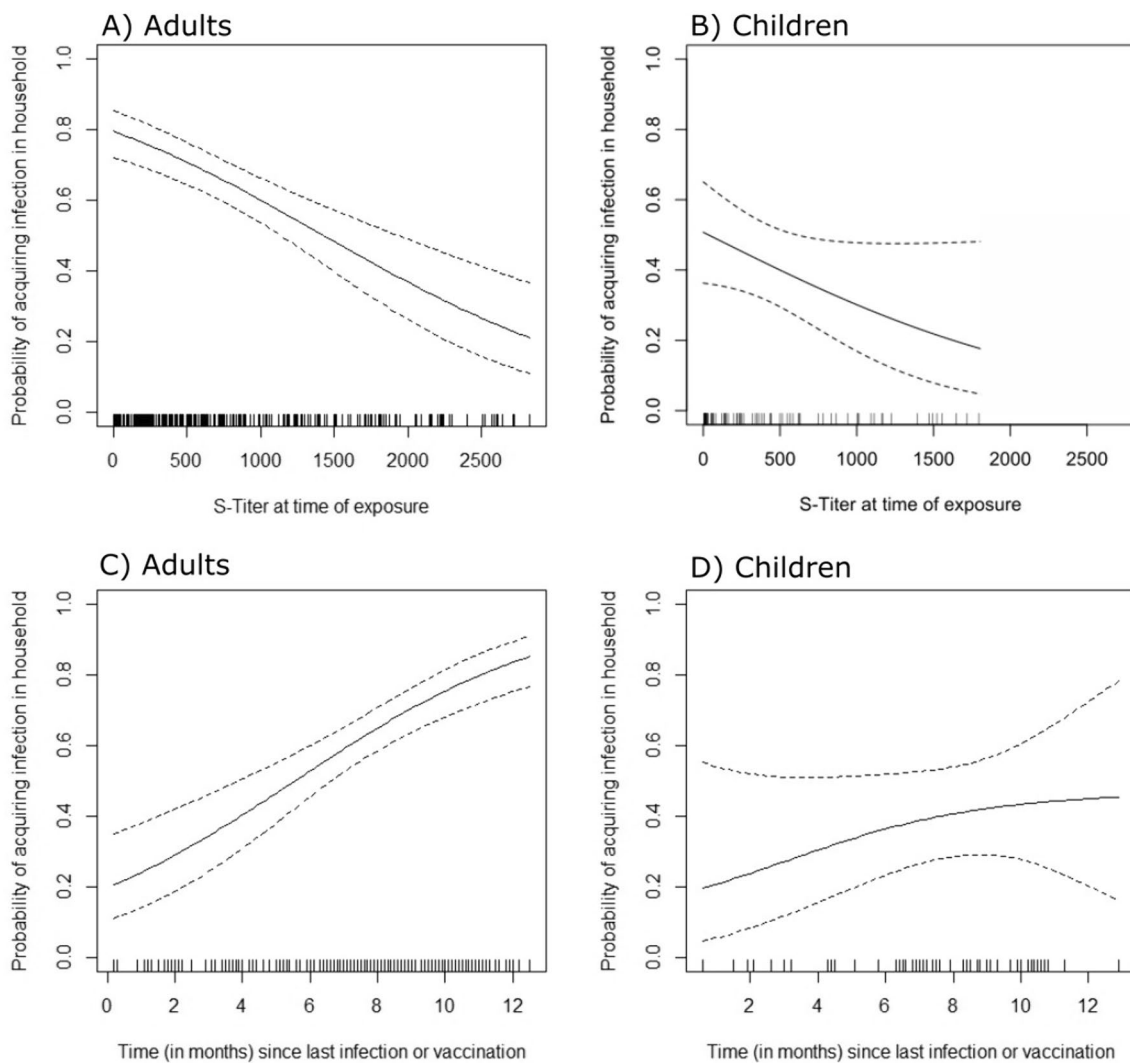 A) Adults
B) Children
Probability of acquiring infection in household
1.0
0.8
0.6
0.4
0.2
0.0
0 500 1000 1500 2000 2500
S-Titer at time of exposure
Probability of acquiring infection in household
1.0
0.8
0.6
0.4
0.2
0.0
0 500 1000 1500 2000 2500
S-Titer at time of exposure
C) Adults
D) Children
Probability of acquiring infection in household
1.0
0.8
0.6
0.4
0.2
0.0
0 2 4 6 8 10 12
Time (in months) since last infection or vaccination
Probability of acquiring infection in household
1.0
0.8
0.6
0.4
0.2
0.0
2 4 6 8 10 12
Time (in months) since last infection or vaccination